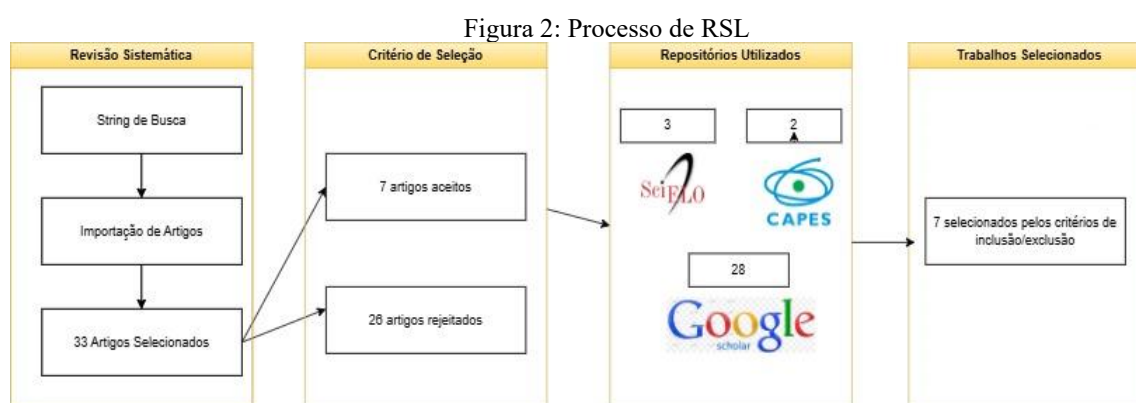 Figura 2: Processo de RSL
Revisão Sistemática
String de Busca
Importação de Artigos
33 Artigos Selecionados
Critério de Seleção
7 artigos aceitos
26 artigos rejeitados
Repositórios Utilizados
3
SciELO
2
CAPES
28
Google
scholar
Trabalhos Selecionados
7 selecionados pelos critérios de
inclusão/exclusão